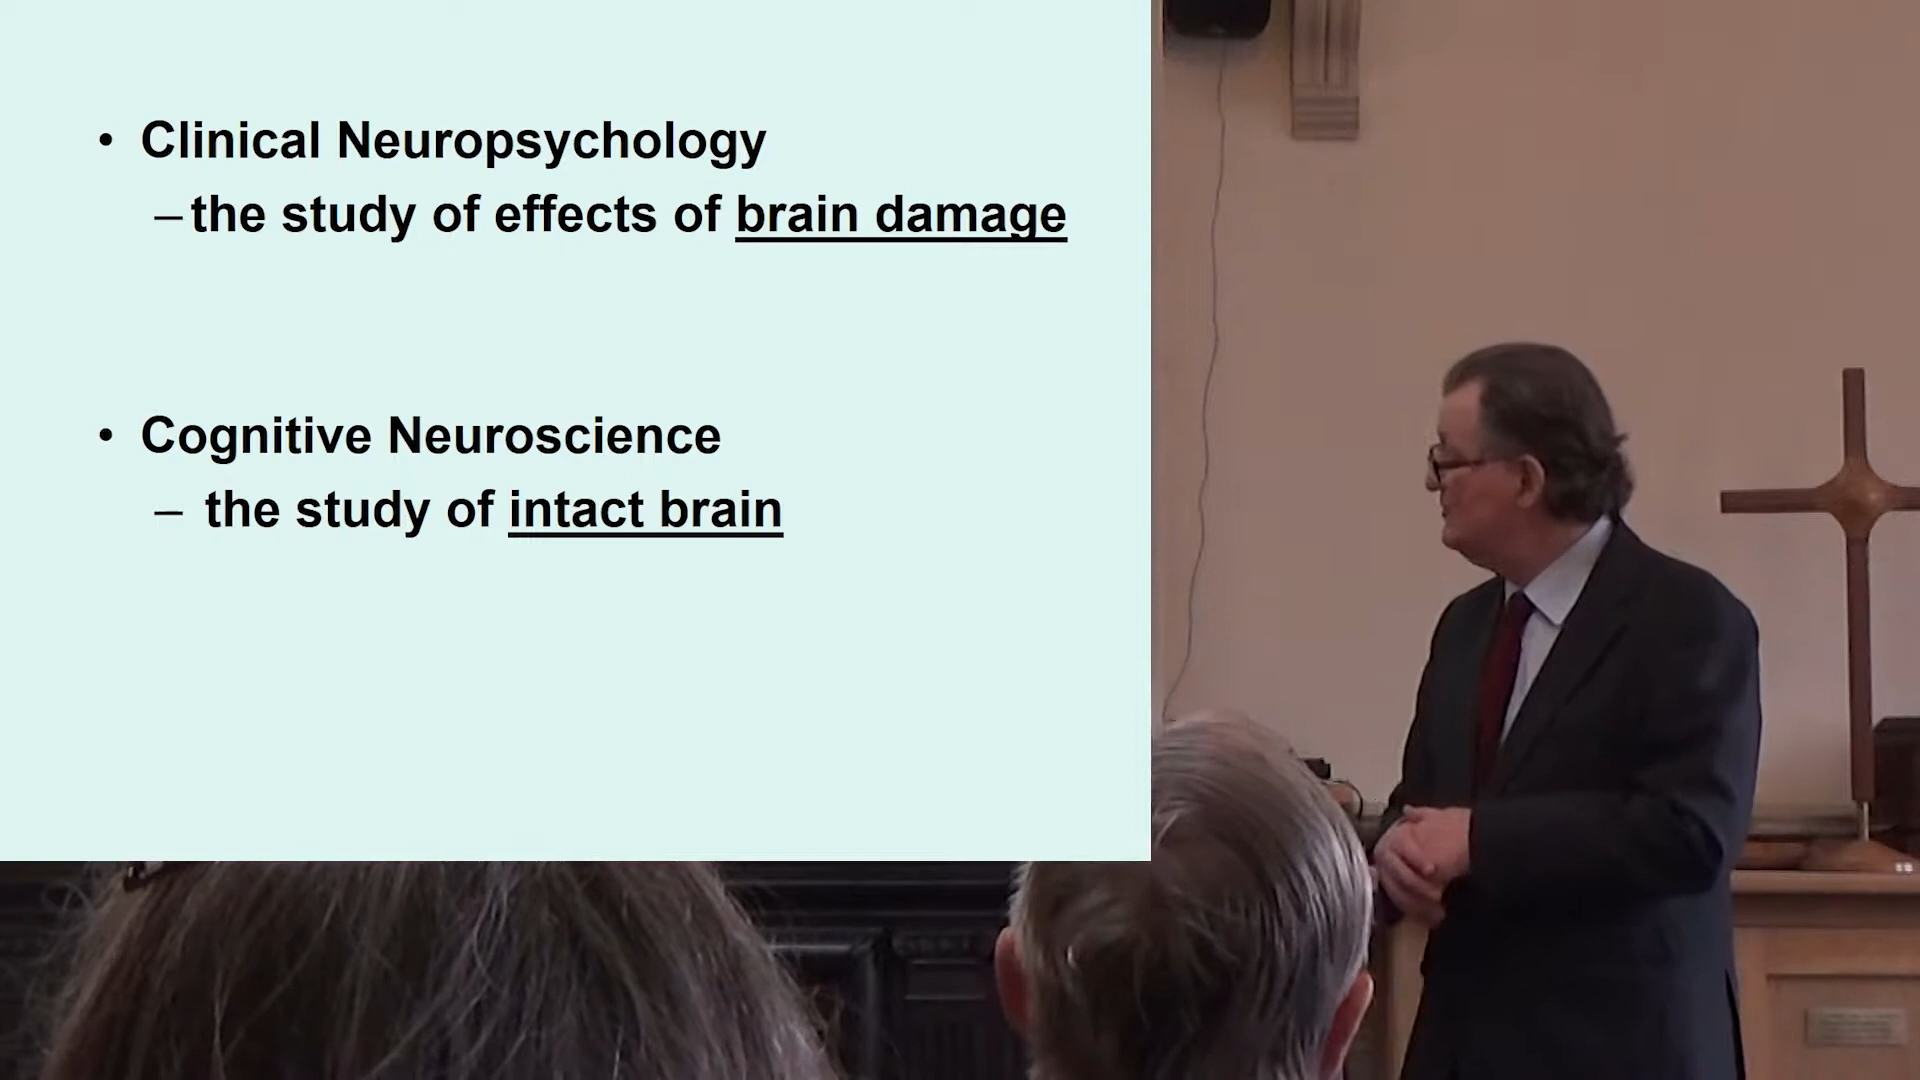 • Clinical Neuropsychology
– the study of effects of brain damage
• Cognitive Neuroscience
– the study of intact brain